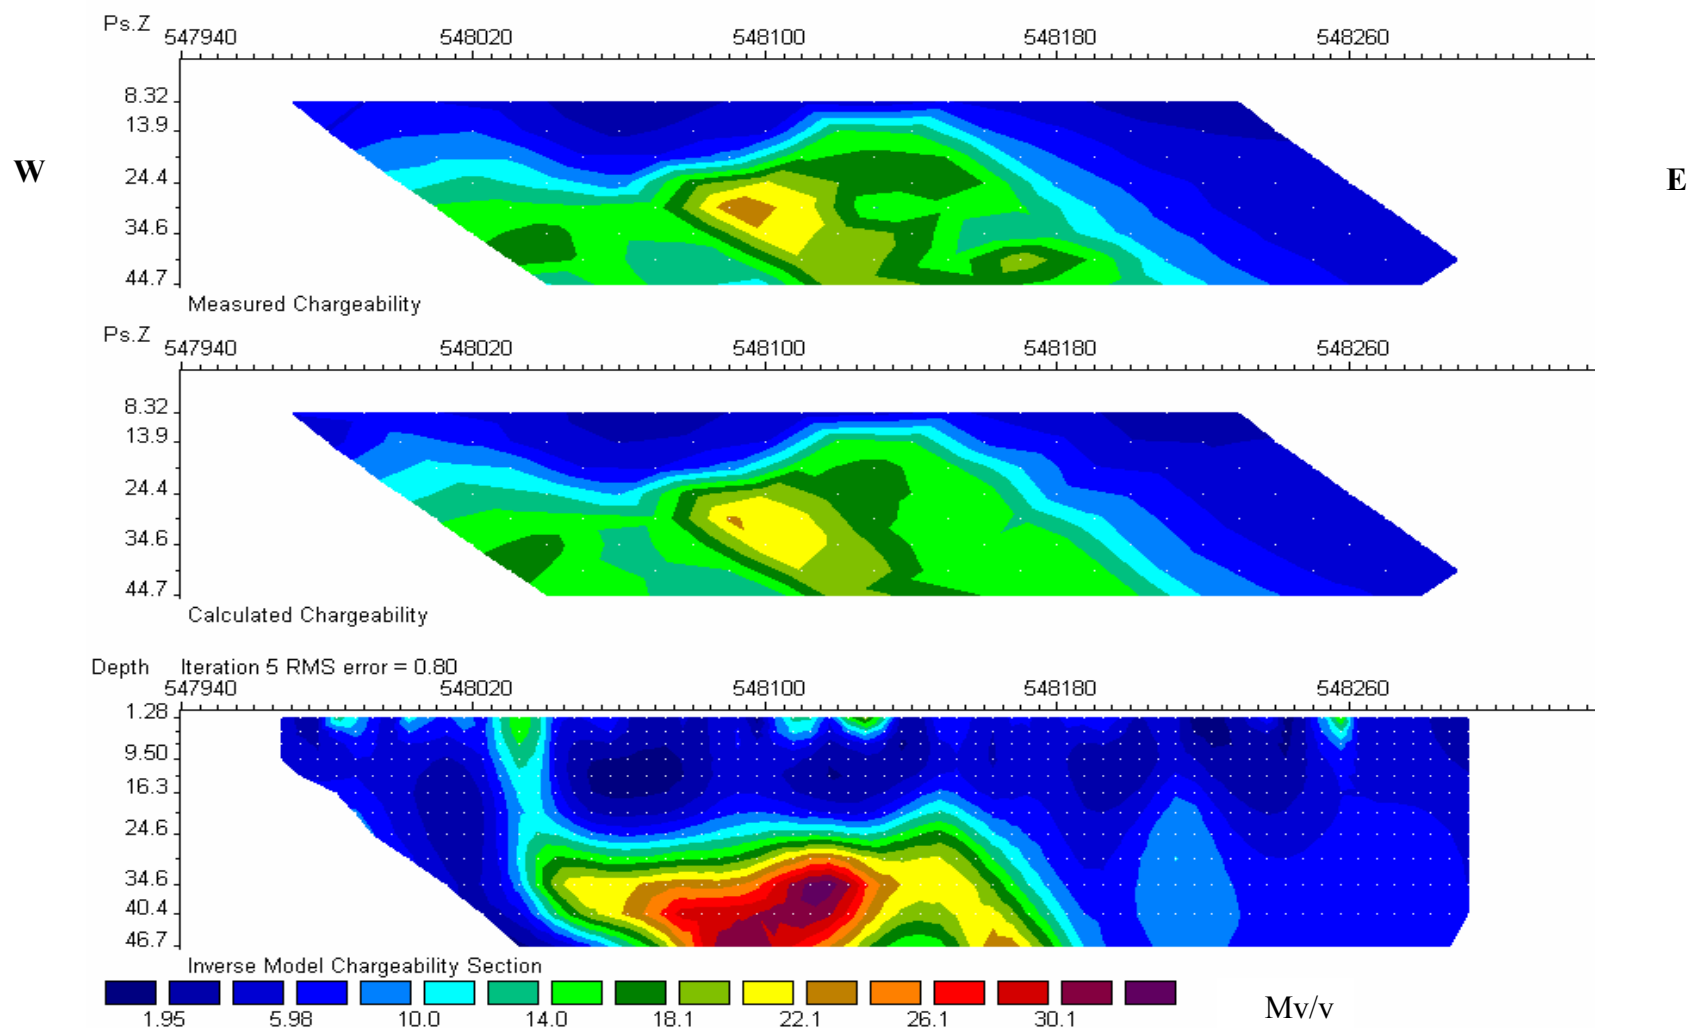 Ps.Z
547940 548020 548100 548180 548260
8.32
13.9
W
E
24.4
34.6
44.7
Measured Chargeability
Ps.Z
547940 548020 548100 548180 548260
8.32
13.9
24.4
34.6
44.7
Calculated Chargeability
Depth Iteration 5 RMS error = 0.80
547940 548020 548100 548180 548260
1.28
9.50
16.3
24.6
34.6
40.4
46.7
Inverse Model Chargeability Section
1.95 5.98 10.0 14.0 18.1 22.1 26.1 30.1 Mv/v